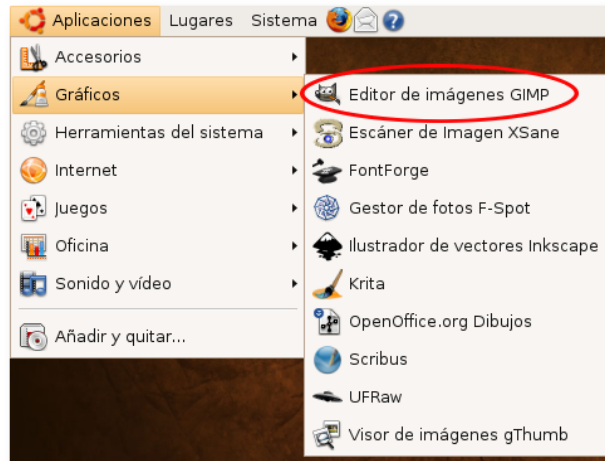 Aplicaciones Lugares Sistema
Accesorios
Gráficos
Herramientas del sistema
Internet
Juegos
Oficina
Sonido y vídeo
Añadir y quitar...
Editor de imágenes GIMP
Escáner de Imagen XSane
FontForge
Gestor de fotos F-Spot
Ilustrador de vectores Inkscape
Krita
OpenOffice.org Dibujos
Scribus
UFRaw
Visor de imágenes gThumb